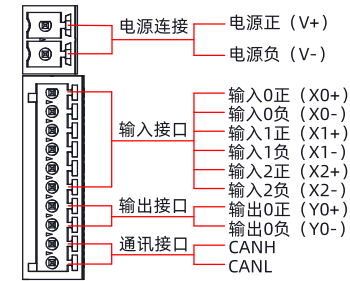 电源连接
电源正（V+）
电源负（V-）
输入接口
输入0正（X0+）
输入0负（X0-）
输入1正（X1+）
输入1负（X1-）
输入2正（X2+）
输入2负（X2-）
输出接口
输出0正（Y0+）
输出0负（Y0-）
通讯接口
CANH
CANL